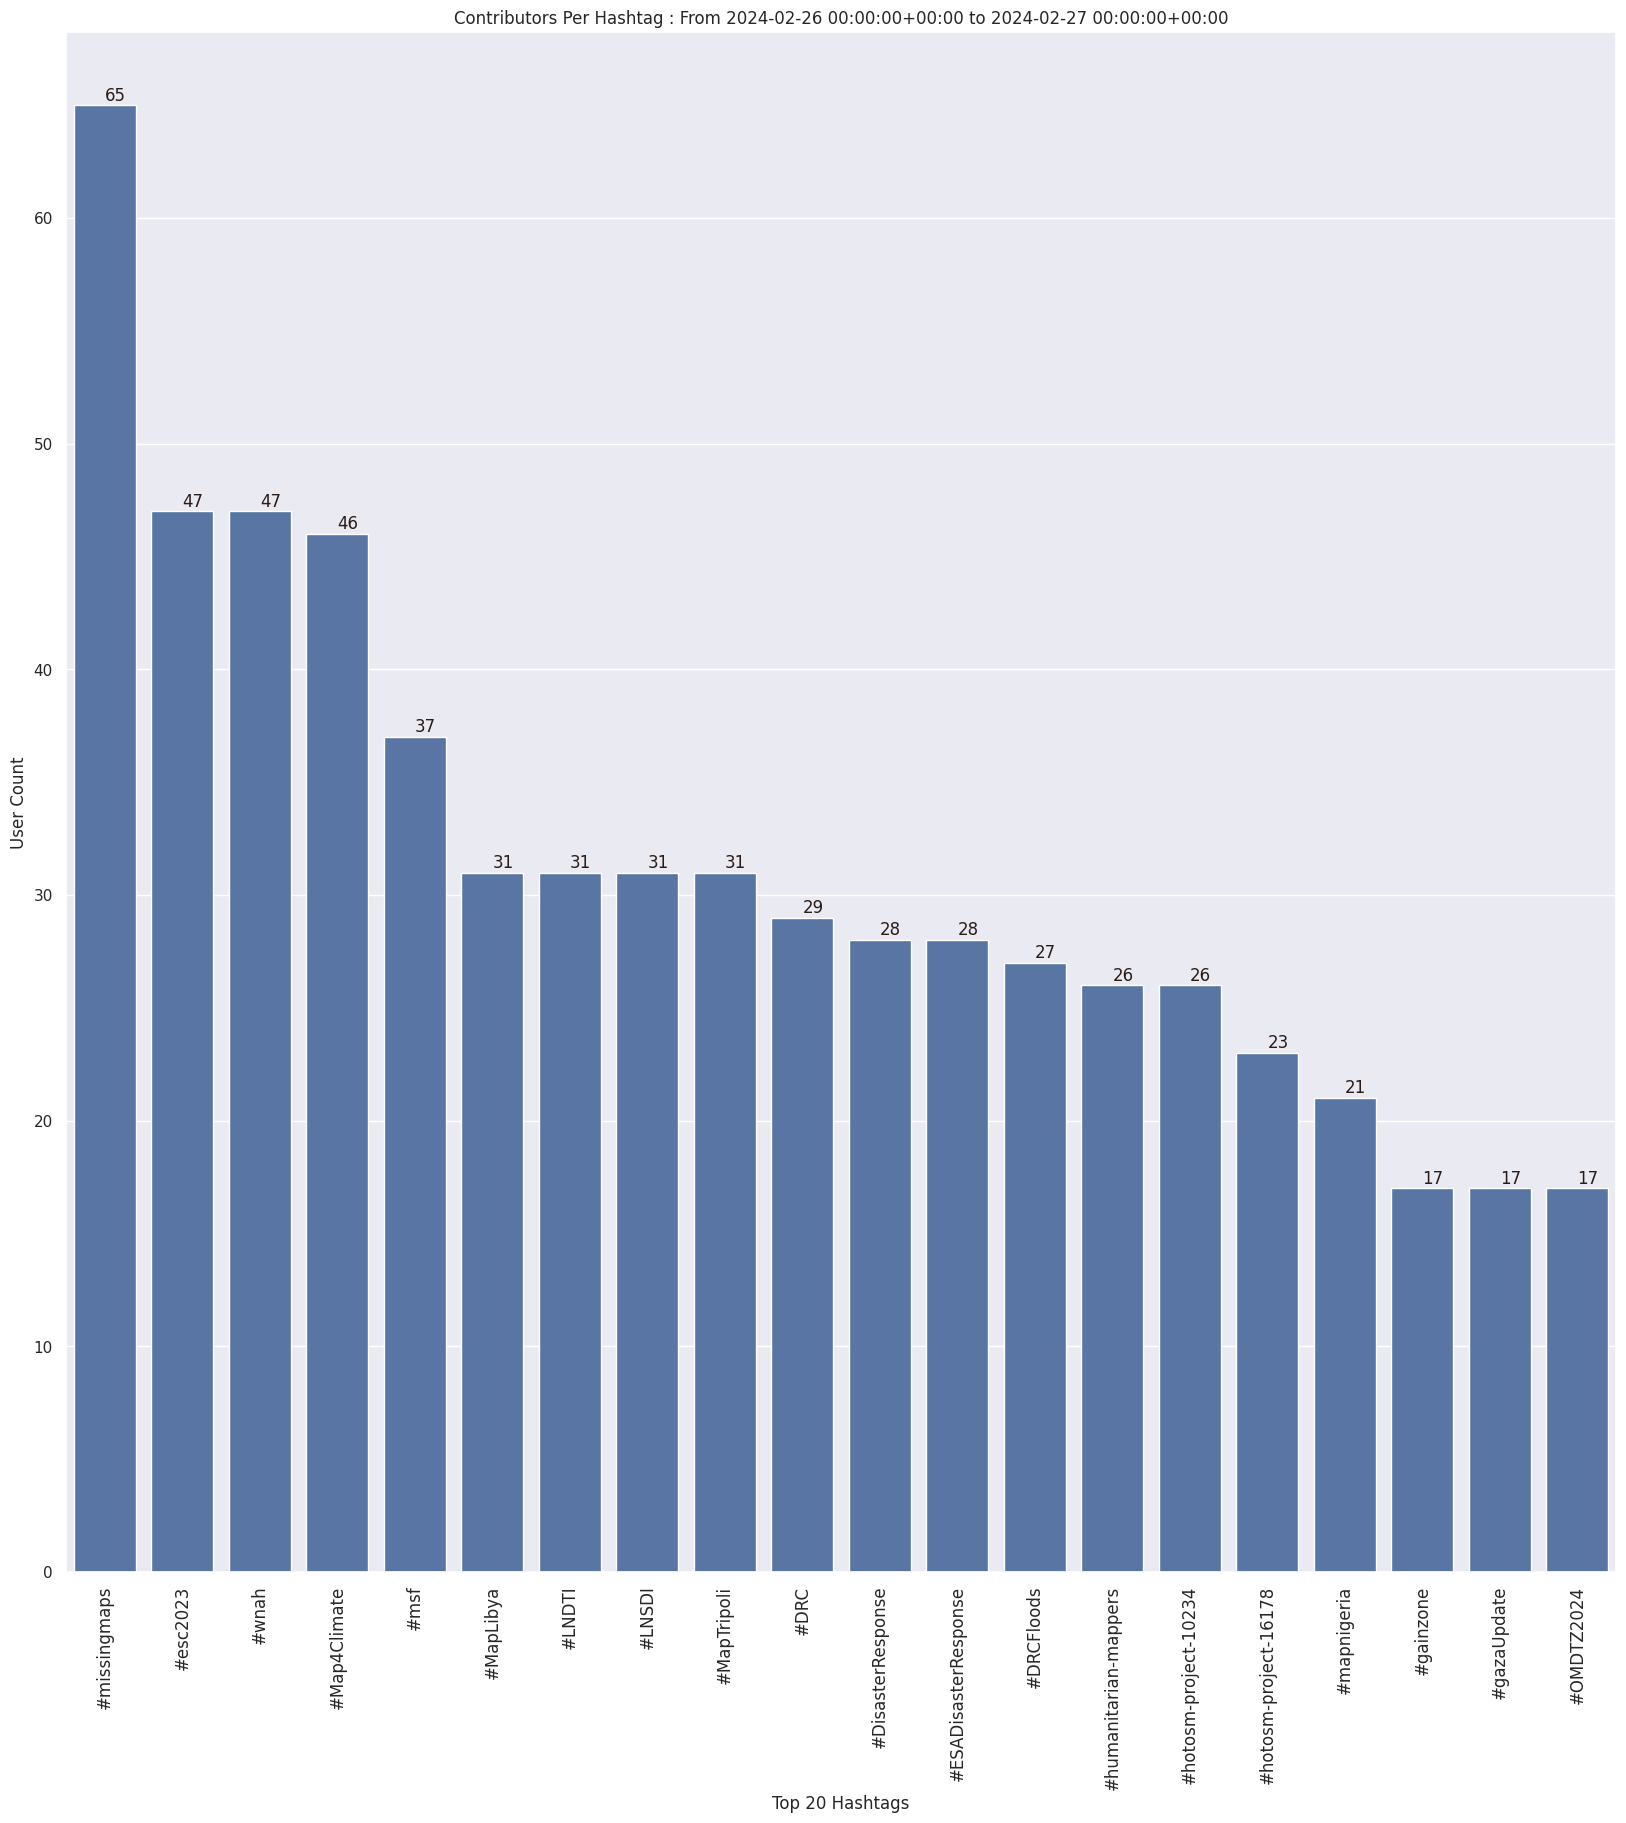 Contributors Per Hashtag : From 2024-02-26 00:00:00+00:00 to 2024-02-27 00:00:00+00:00
65
47
47
46
37
31
31
31
31
29
28
28
27
26
26
23
21
17
17
17
User Count
60
50
40
30
20
10
0
#missingmaps
#esc2023
#wnah
#Map4Climate
#msf
#MapLibya
#LNDTI
#LNSDI
#MapTripoli
#DRC
#DisasterResponse
#ESADisasterResponse
#DRCFloods
#humanitarian-mappers
#hotosm-project-10234
#hotosm-project-16178
#mapnigeria
#gainzone
#gazaUpdate
#OMDTZ2024
Top 20 Hashtags